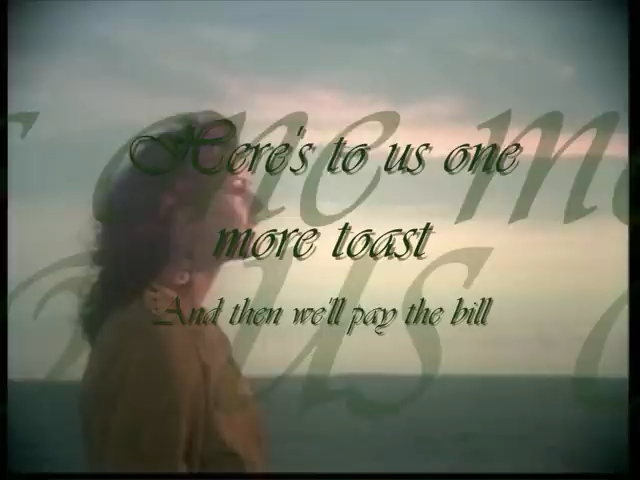 Here's to us one
more toast
And then we'll pay the bill